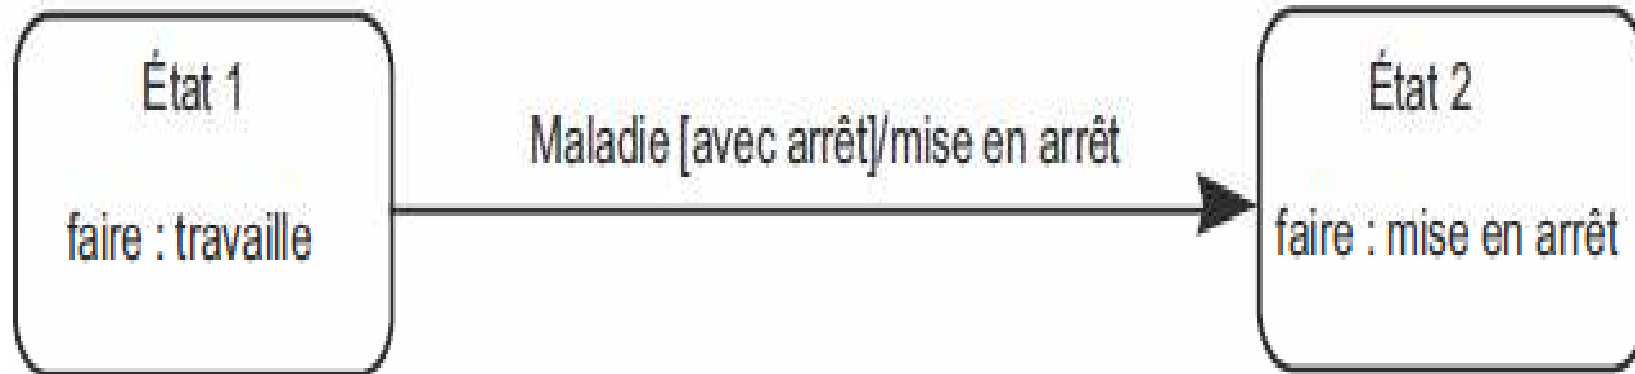 État 1
faire : travaille
Maladie [avec arrêt]/mise en arrêt
État 2
faire : mise en arrêt